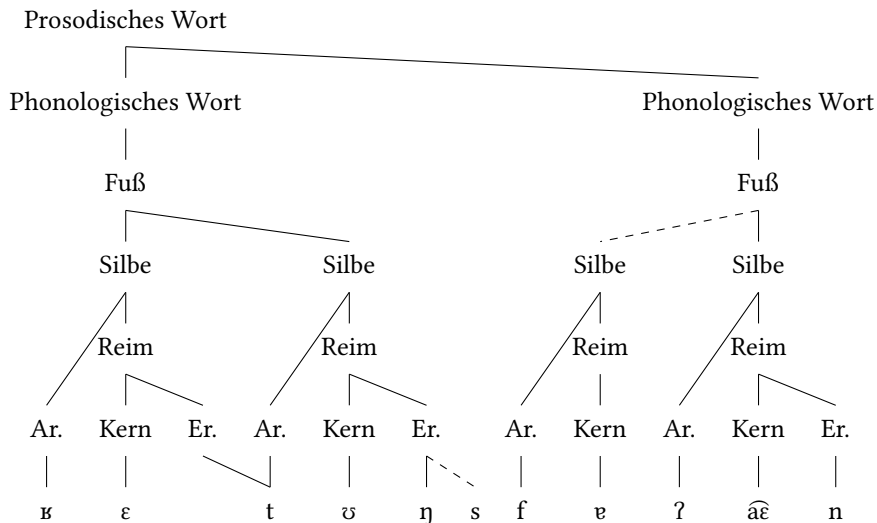 Prosodisches Wort
Phonologisches Wort Phonologisches Wort
Fuß Fuß
Silbe Silbe Silbe Silbe
Reim Reim Reim Reim
Ar. Kern Er. Ar. Kern Er. Ar. Kern Ar. Kern Er.
ʁ ɛ t ʊ ŋ s f ɐ ʔ a͡ɛ n